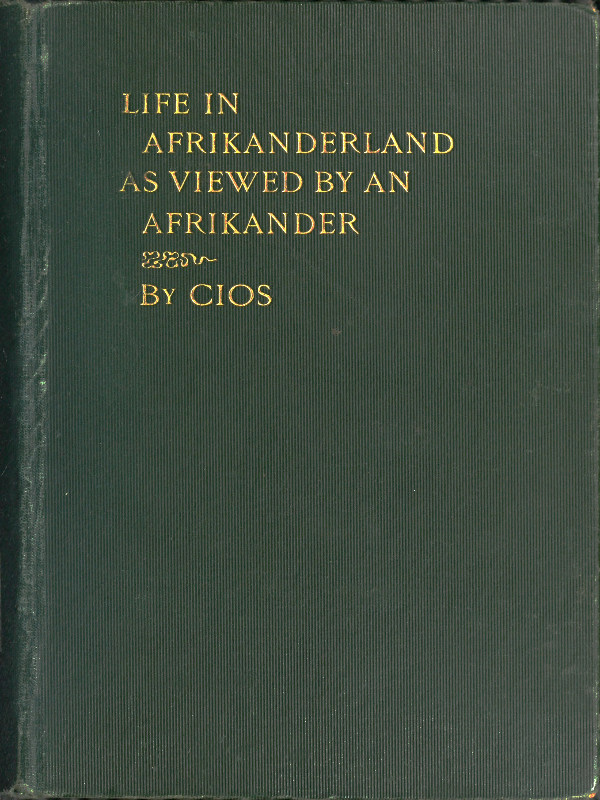 LIFE IN
AFRIKANDERLAND
AS VIEWED BY AN
AFRIKANDER
BY CIOS